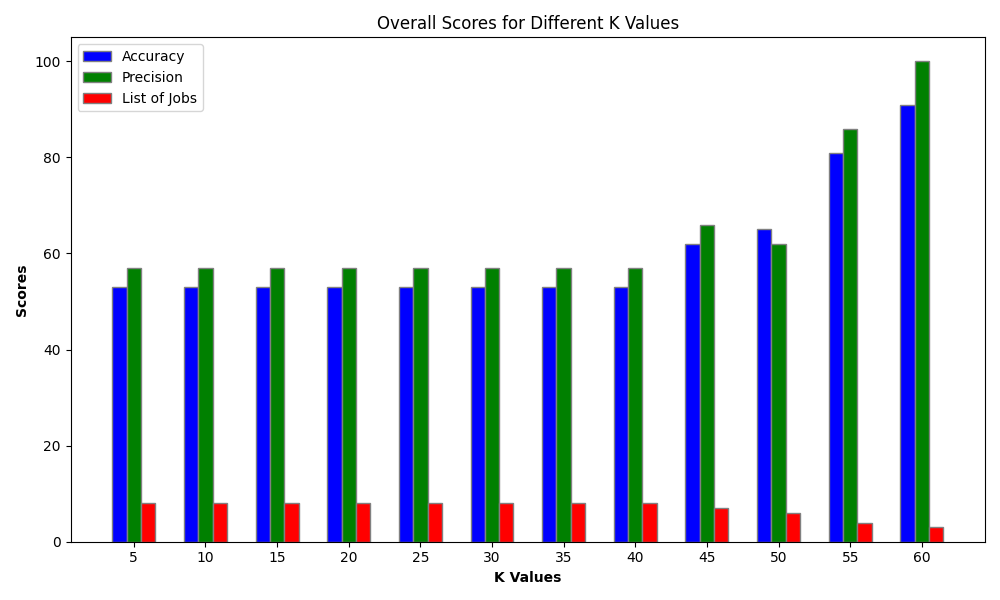 Overall Scores for Different K Values
Accuracy
Precision
List of Jobs
100
80
60
40
20
0
Scores
5 10 15 20 25 30 35 40 45 50 55 60
K Values